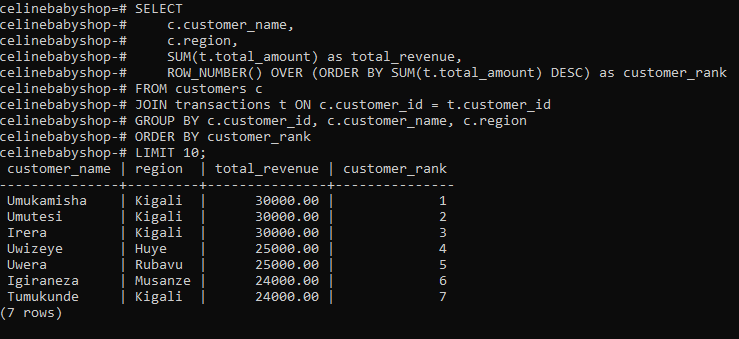 celinebabyshop=# SELECT
celinebabyshop-#     c.customer_name,
celinebabyshop-#     c.region,
celinebabyshop-#     SUM(t.total_amount) as total_revenue,
celinebabyshop-#     ROW_NUMBER() OVER (ORDER BY SUM(t.total_amount) DESC) as customer_rank
celinebabyshop-# FROM customers c
celinebabyshop-# JOIN transactions t ON c.customer_id = t.customer_id
celinebabyshop-# GROUP BY c.customer_id, c.customer_name, c.region
celinebabyshop-# ORDER BY customer_rank
celinebabyshop-# LIMIT 10;
 customer_name | region  | total_revenue | customer_rank
---------------+---------+---------------+---------------
 Umukamisha    | Kigali  |      30000.00 |             1
 Umutesi       | Kigali  |      30000.00 |             2
 Irera         | Kigali  |      30000.00 |             3
 Uwizeye       | Huye    |      25000.00 |             4
 Uwera         | Rubavu  |      25000.00 |             5
 Igiraneza     | Musanze |      24000.00 |             6
 Tumukunde     | Kigali  |      24000.00 |             7
(7 rows)